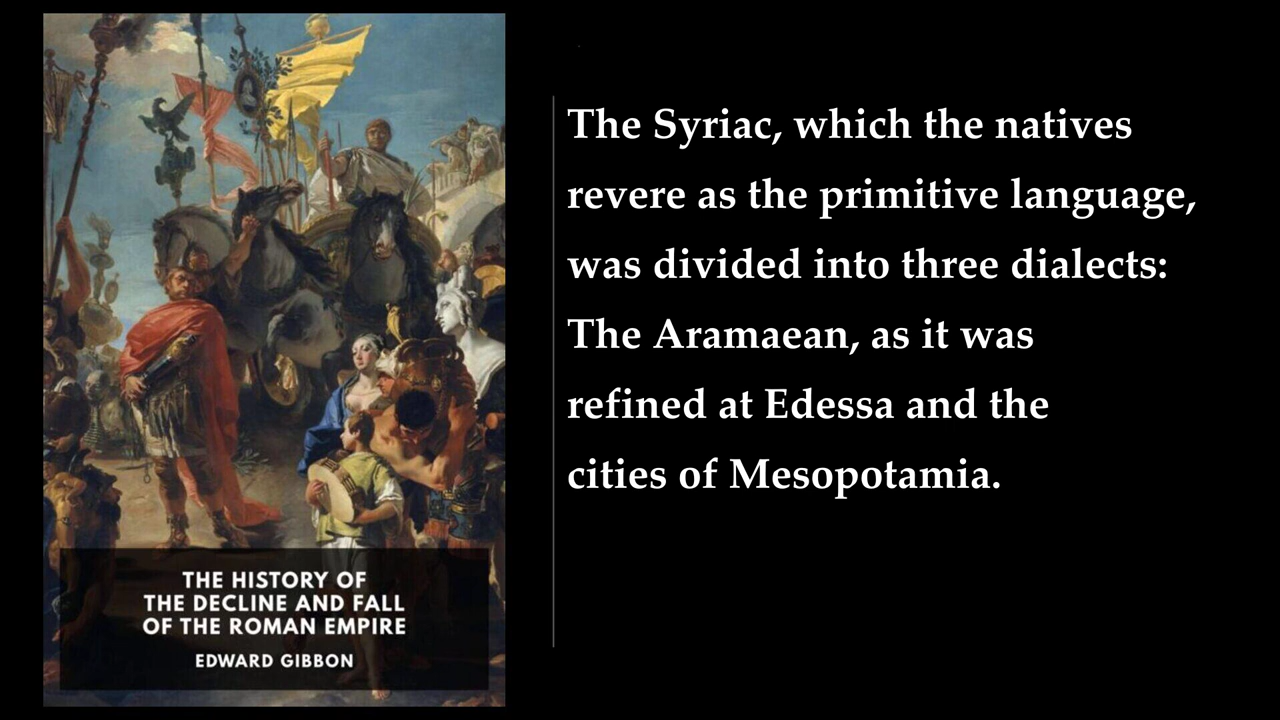 The Syriac, which the natives
revere as the primitive language,
was divided into three dialects:
The Aramaean, as it was
refined at Edessa and the
cities of Mesopotamia.
THE HISTORY OF
THE DECLINE AND FALL
OF THE ROMAN EMPIRE
EDWARD GIBBON